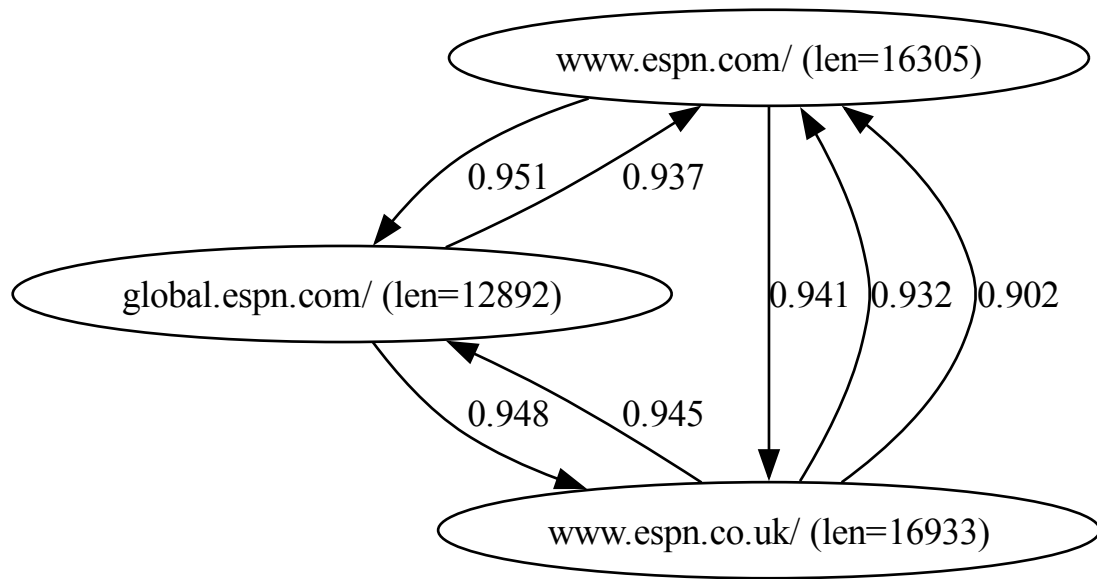 www.espn.com/ (len=16305)
0.951
0.937
global.espn.com/ (len=12892)
0.941
0.932
0.902
0.948
0.945
www.espn.co.uk/ (len=16933)